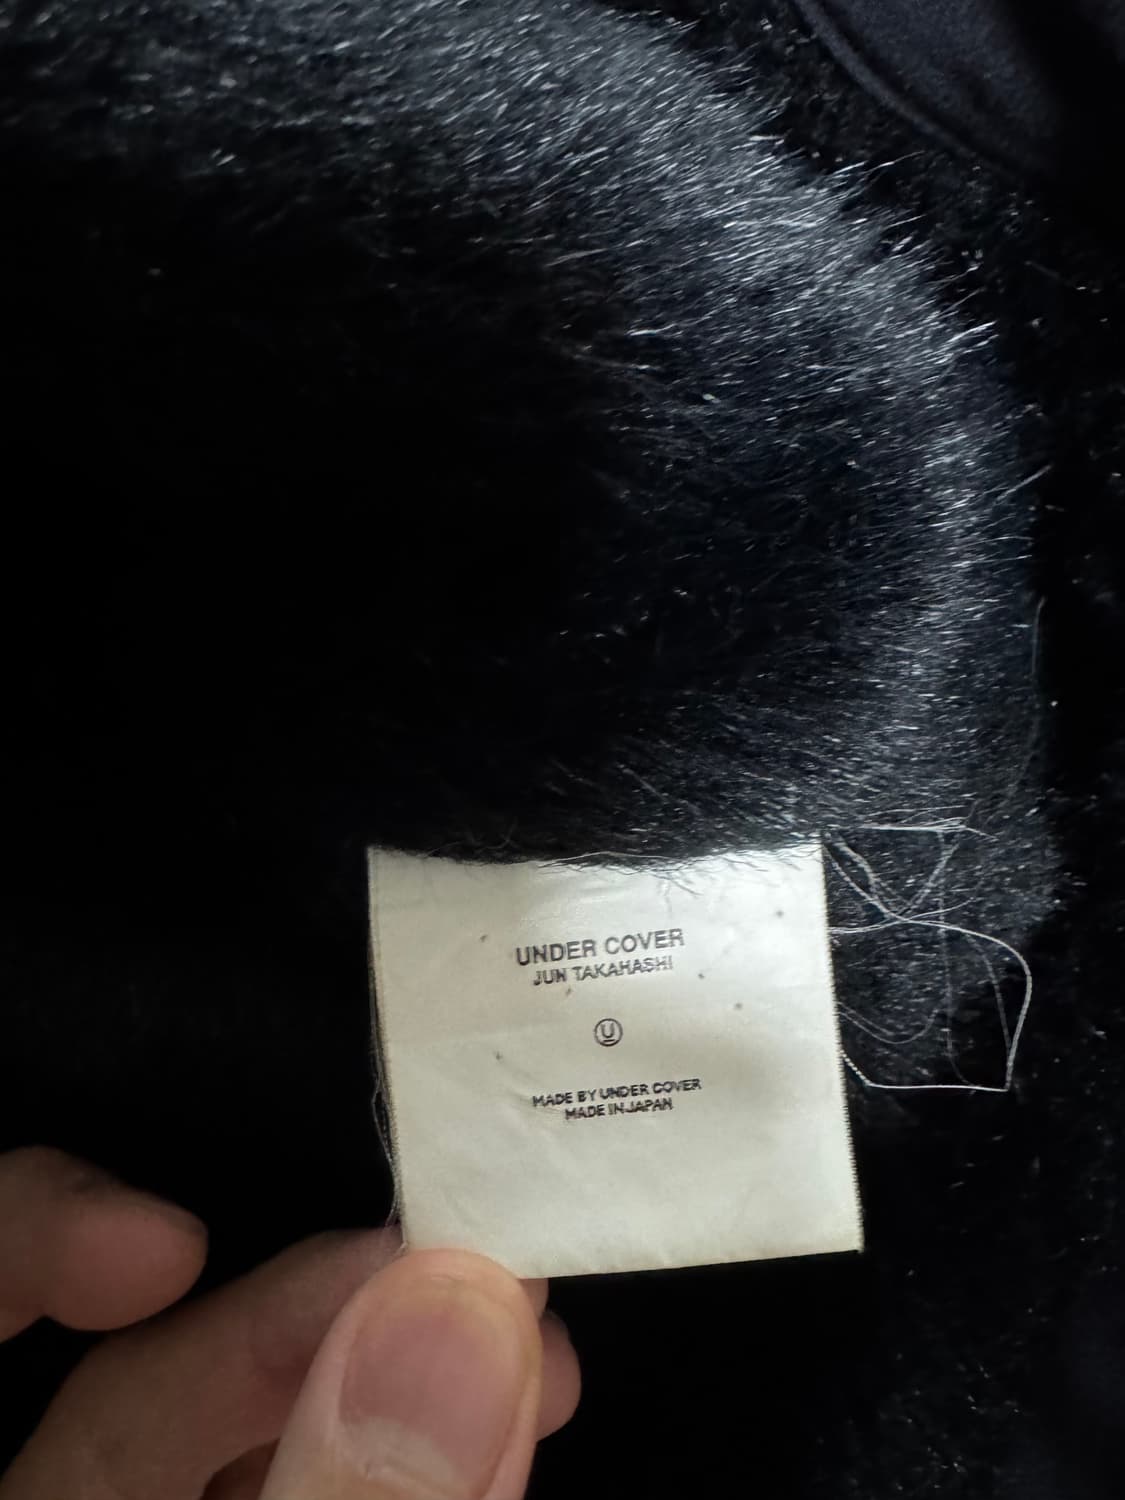 UNDER COVER
JUN TAKAHASHI
U
MADE BY UNDER COVER
MADE IN JAPAN